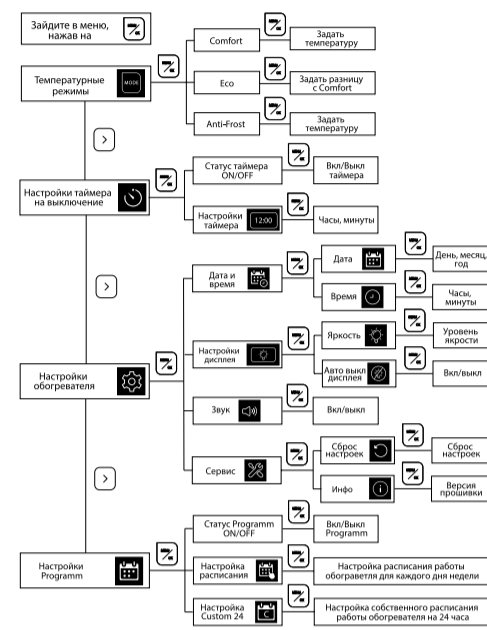 Зайдите в меню,
нажав на
Температурные
режимы
MODE
Comfort
Задать
температуру
Eco
Задать разницу
с Comfort
Anti-Frost
Задать
температуру
Настройки таймера
на выключение
Статус таймера
ON/OFF
Вкл/Выкл
таймера
Настройки
таймера
12:00
Часы, минуты
Настройки
обогревателя
Дата и
время
Дата
День, месяц,
год
Время
Часы,
минуты
Настройки
дисплея
Яркость
Уровень
яркости
Авто выкл
дисплея
Вкл/выкл
Звук
Вкл/выкл
Сервис
Сброс
настроек
Сброс
настроек
Инфо
Версия
прошивки
Настройки
Programm
Статус Programm
ON/OFF
Вкл/Выкл
Programm
Настройка
расписания
Настройка расписания работы
обограветля для каждого дня недели
Настройка
Custom 24
C
Настройка собственного расписания
работы обогревателя на 24 часа